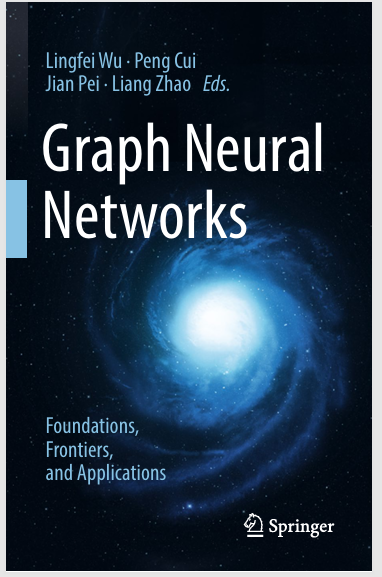 Lingfei Wu · Peng Cui
Jian Pei · Liang Zhao Eds.
Graph Neural
Networks
Foundations,
Frontiers,
and Applications
Springer